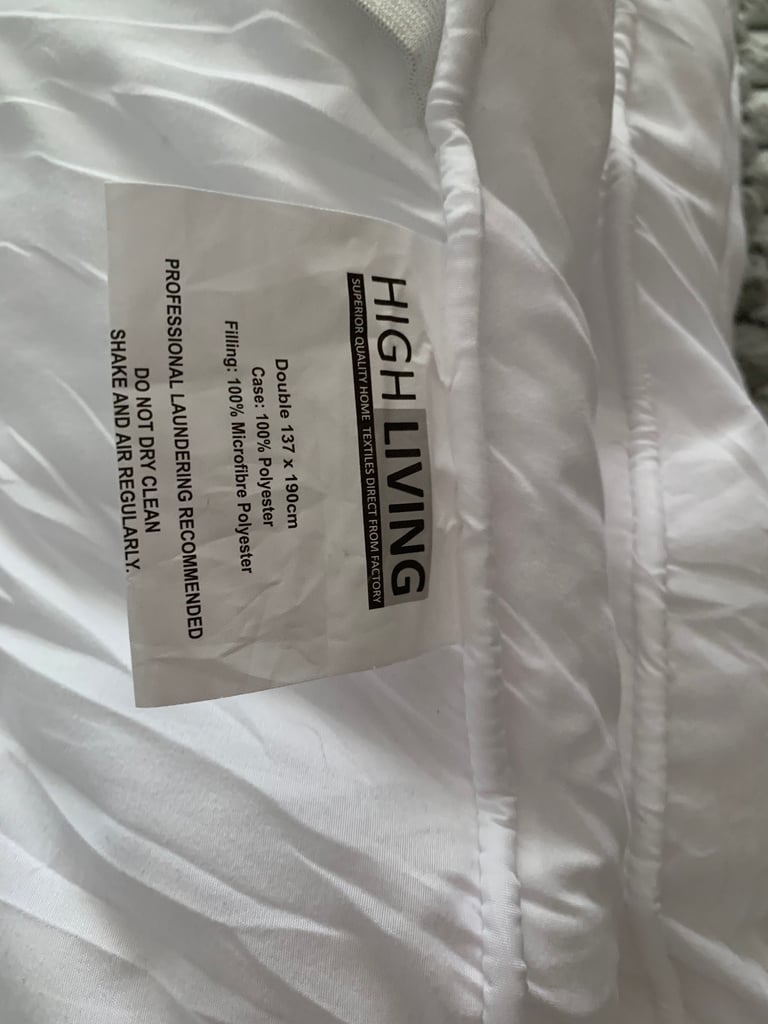 HIGH LIVING
SUPERIOR QUALITY HOME TEXTILES DIRECT FROM FACTORY
Double 137 x 190cm
Case: 100% Polyester
Filling: 100% Microfibre Polyester
PROFESSIONAL LAUNDERING RECOMMENDED
DO NOT DRY CLEAN
SHAKE AND AIR REGULARLY.